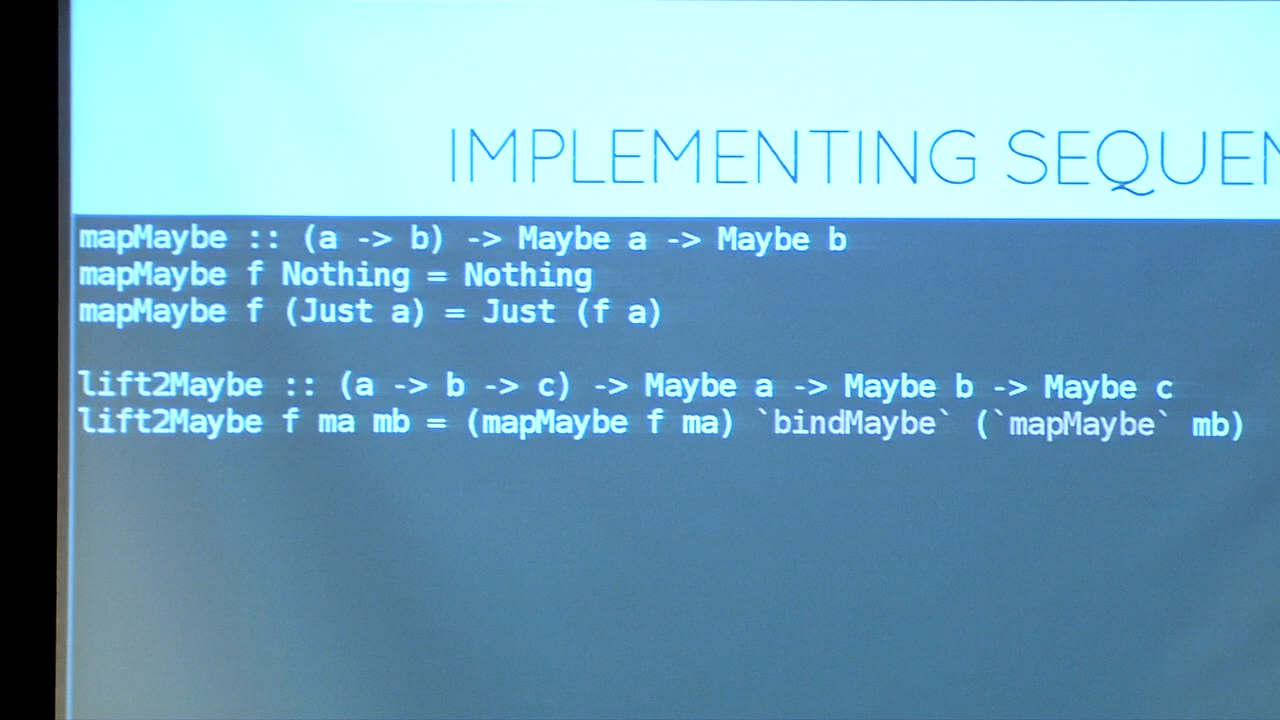 IMPLEMENTING SEQUEN
mapMaybe :: (a -> b) -> Maybe a -> Maybe b
mapMaybe f Nothing = Nothing
mapMaybe f (Just a) = Just (f a)
lift2Maybe :: (a -> b -> c) -> Maybe a -> Maybe b -> Maybe c
lift2Maybe f ma mb = (mapMaybe f ma) `bindMaybe` (`mapMaybe` mb)